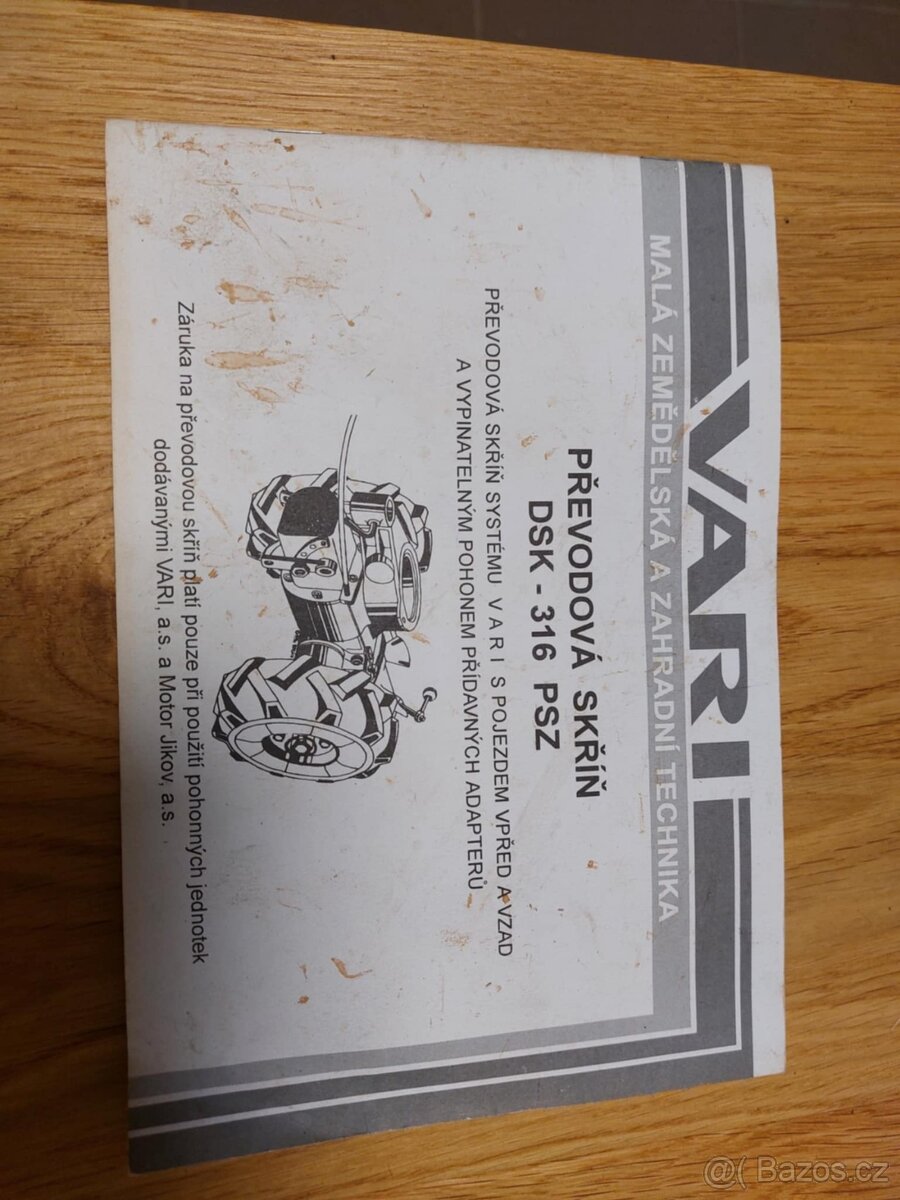 VARI
MALÁ ZEMĚDĚLSKÁ A ZAHRADNÍ TECHNIKA
PŘEVODOVÁ SKŘÍŇ
DSK - 316 PSZ
PŘEVODOVÁ SKŘÍŇ SYSTÉMU V A R I S POJEZDEM VPŘED A VZAD
A VYPINATELNÝM POHONEM PŘÍDAVNÝCH ADAPTERŮ
Záruka na převodovou skříň platí pouze při použití pohonných jednotek
dodávanými VARI, a.s. a Motor Jikov, a.s.
@( Bazos.cz